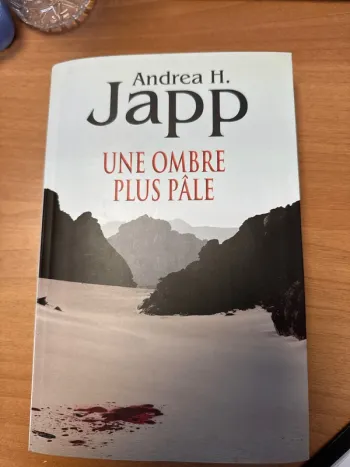 Andrea H.
Japp
UNE OMBRE
PLUS PÂLE